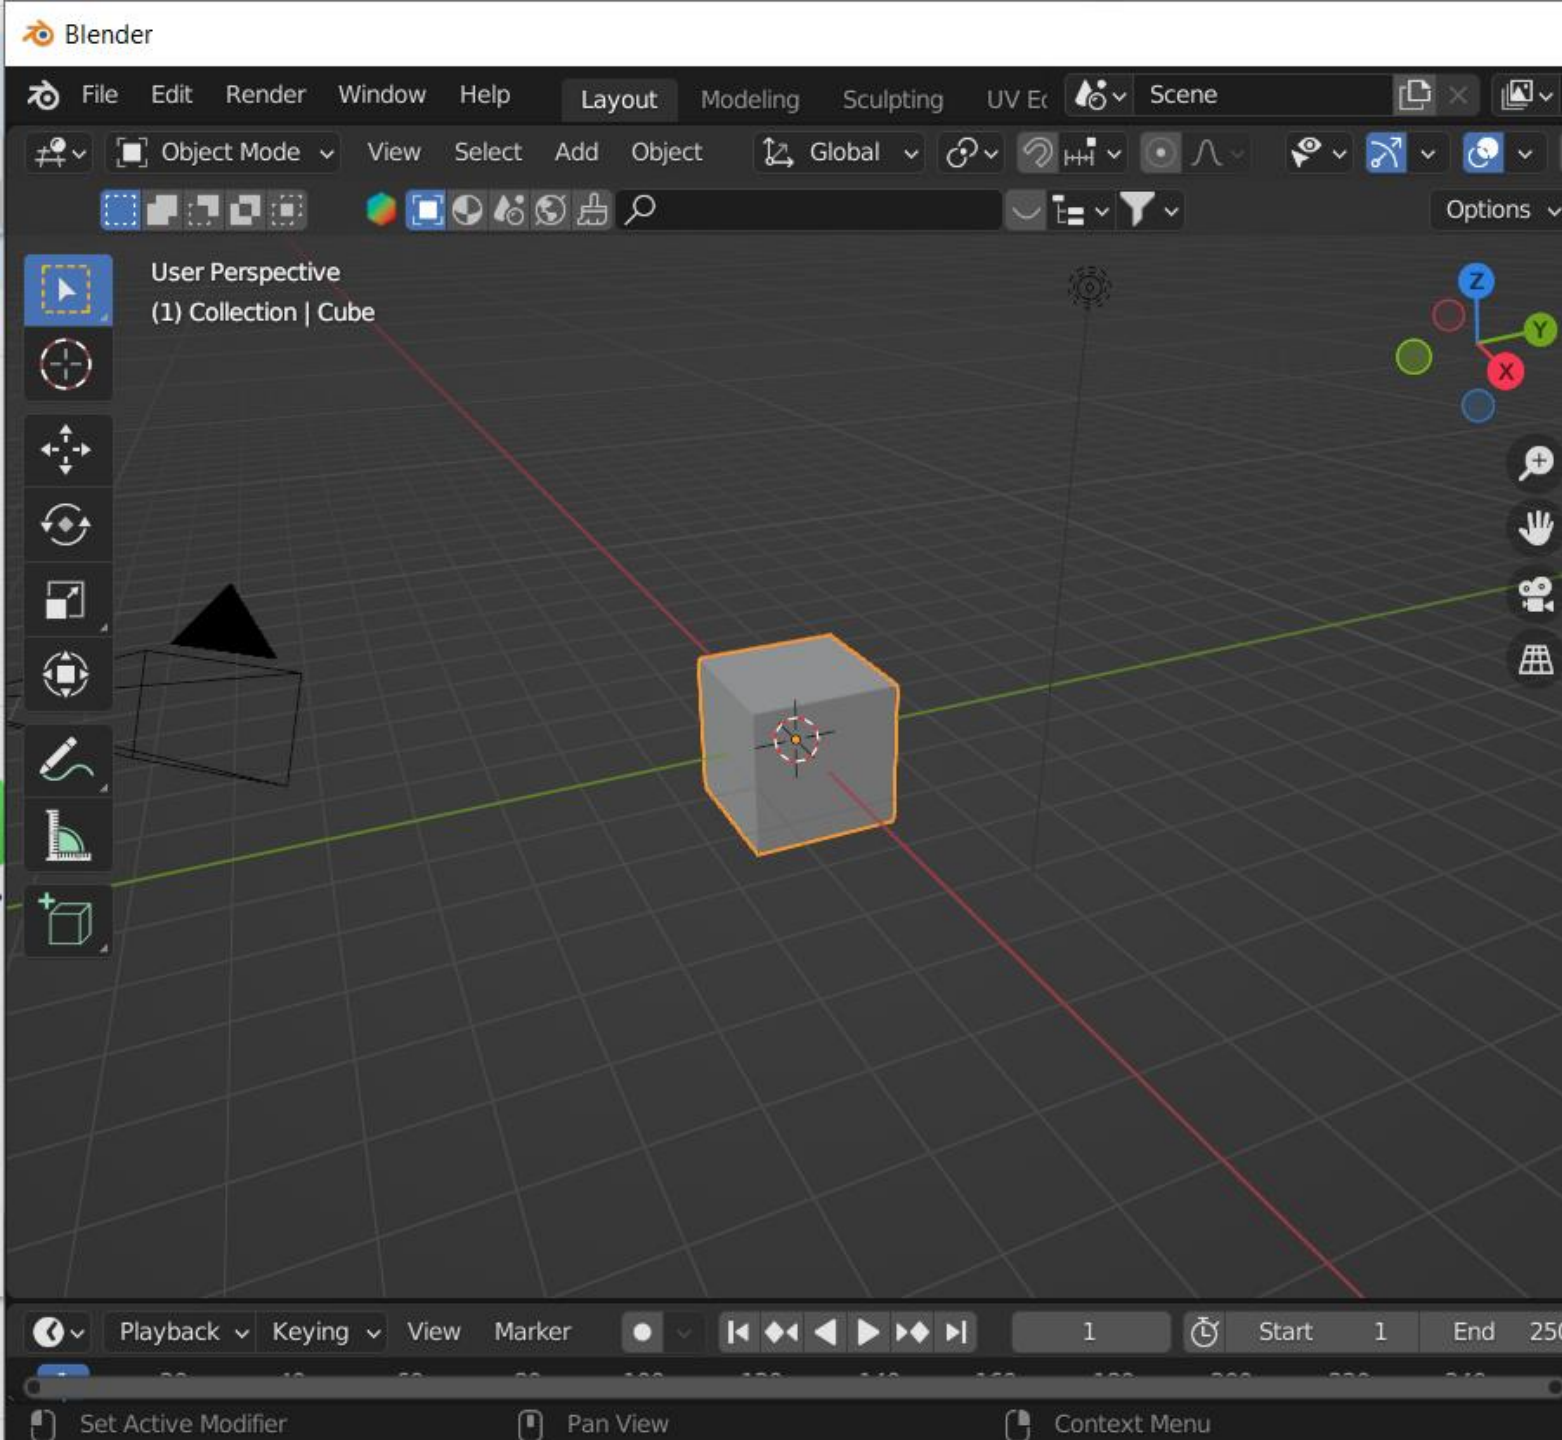 Blender
File Edit Render Window Help Layout Modeling Sculpting UV Scene
Object Mode View Select Add Object Global
Options
User Perspective
(1) Collection | Cube
Z
Y
X
Playback Keying View Marker 1 Start 1 End 250
Set Active Modifier Pan View Context Menu